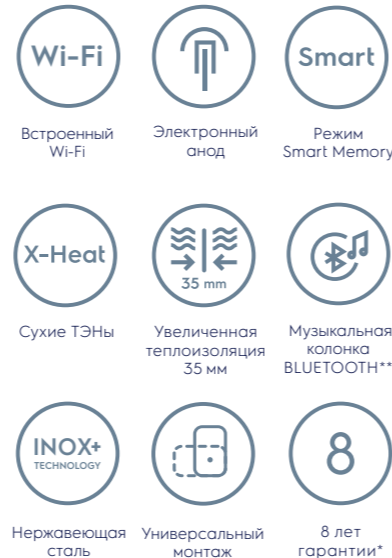 Wi-Fi
Встроенный
Wi-Fi
Электронный
анод
Smart
Режим
Smart Memory
X-Heat
Сухие ТЭНы
35 mm
Увеличенная
теплоизоляция
35 мм
Музыкальная
колонка
BLUETOOTH**
INOX+
TECHNOLOGY
Нержавеющая
сталь
Универсальный
монтаж
8
8 лет
гарантии*